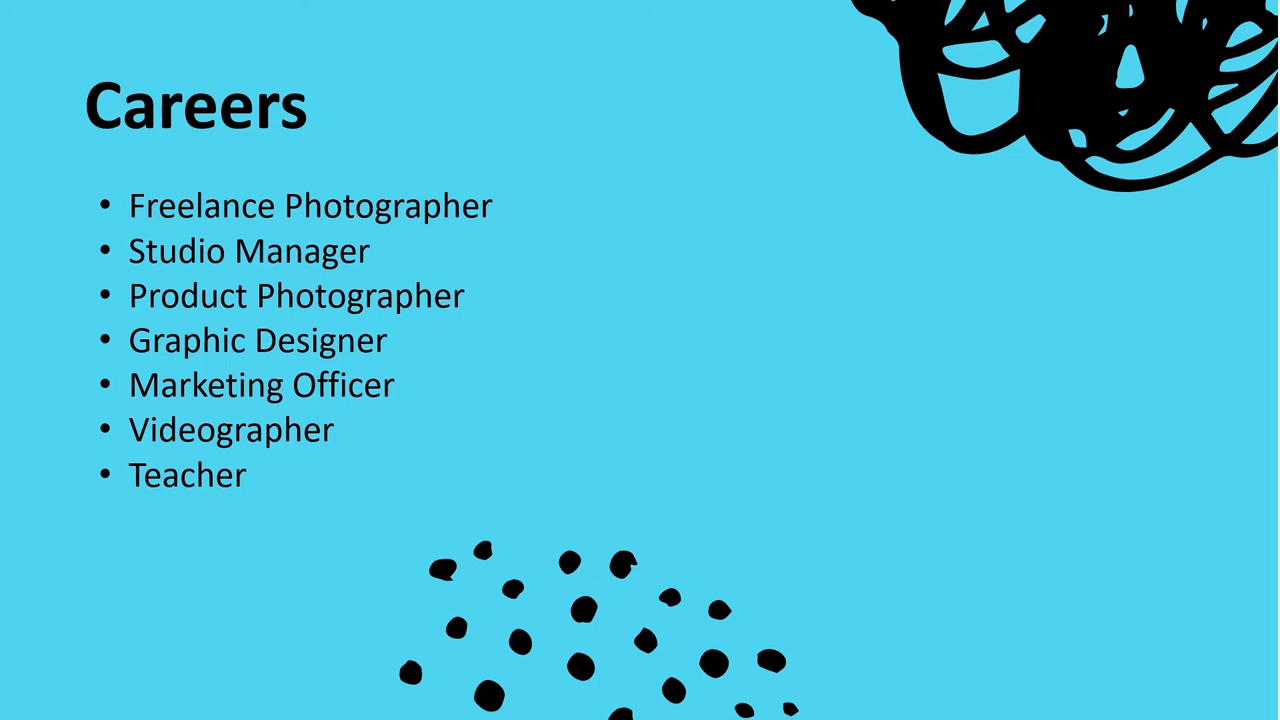 Careers
• Freelance Photographer
• Studio Manager
• Product Photographer
• Graphic Designer
• Marketing Officer
• Videographer
• Teacher